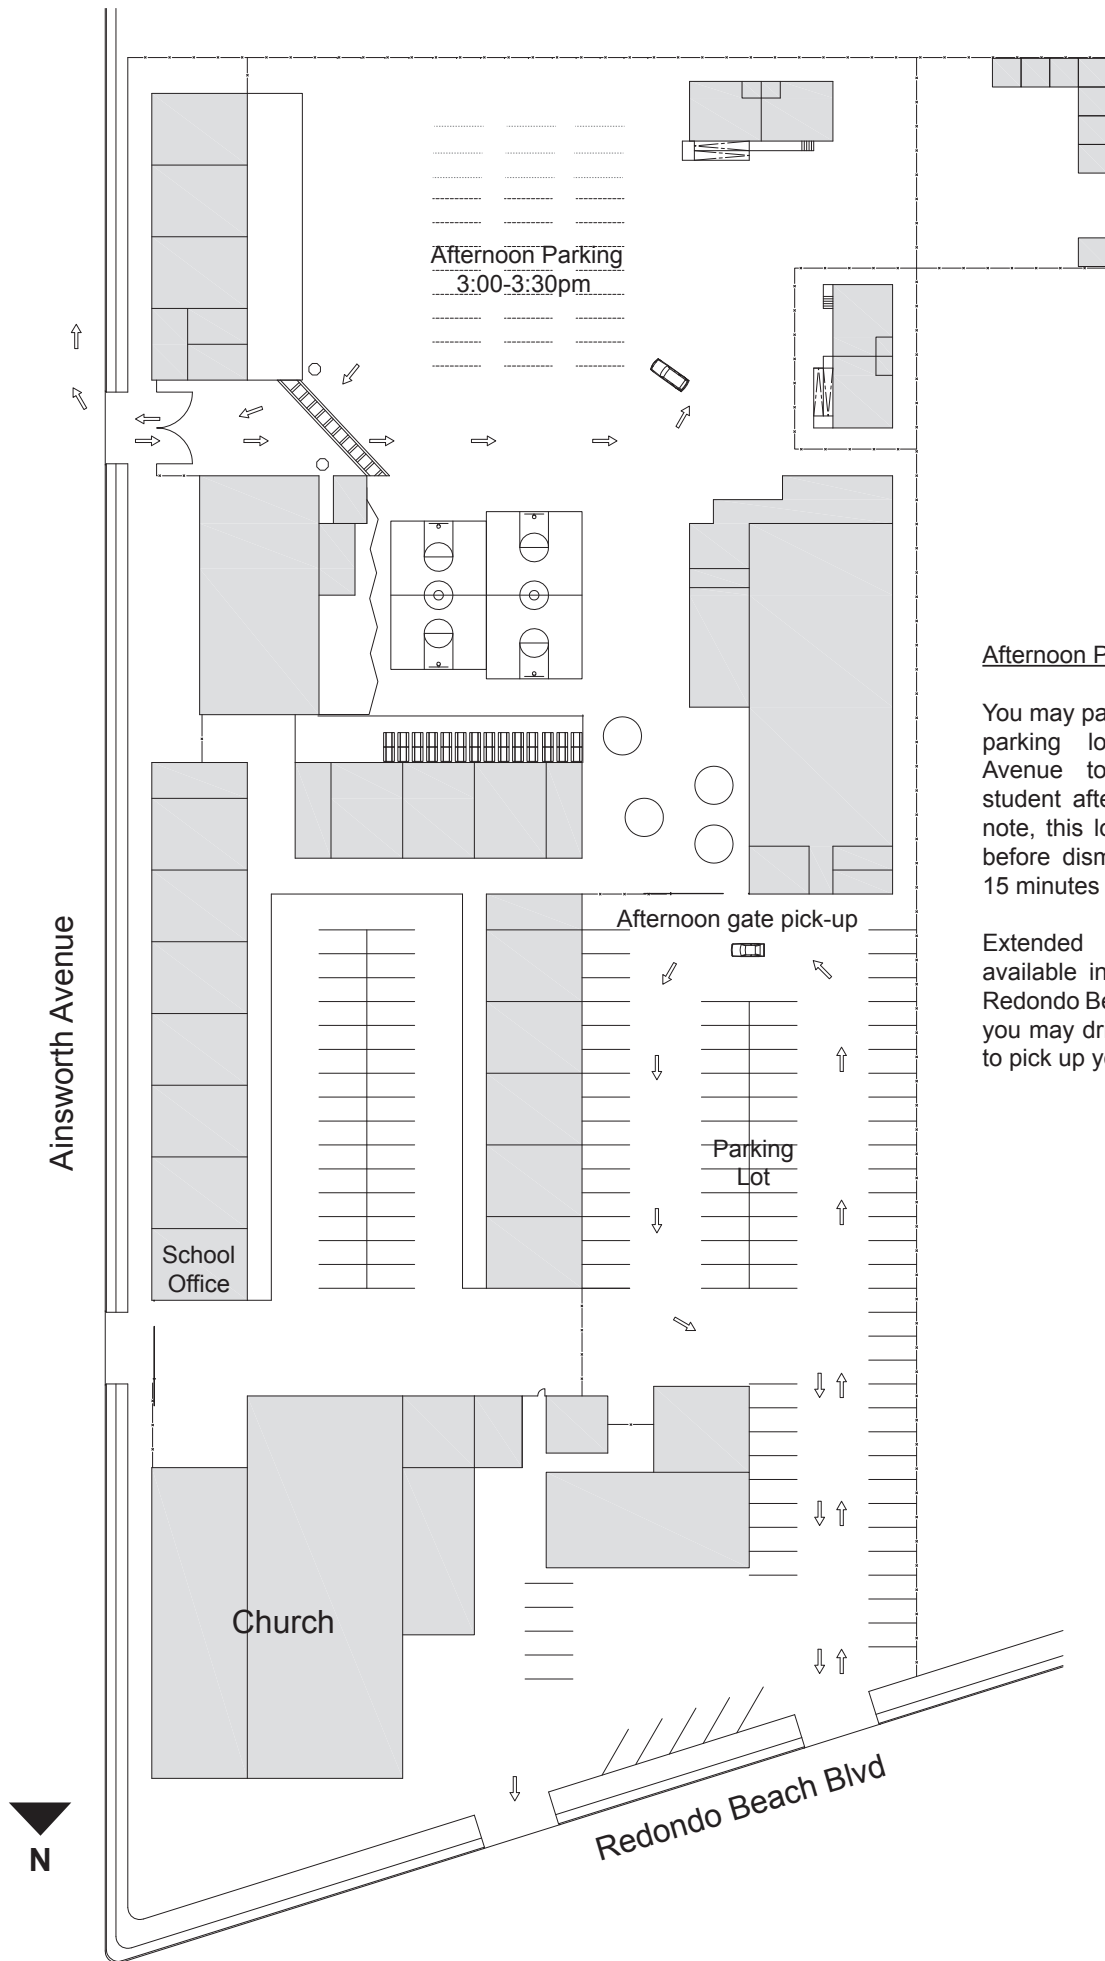 Afternoon Parking
3:00-3:30pm
Afternoon P
You may pa
parking lo
Avenue to
student afte
note, this lo
before dism
15 minutes
Extended
available in
Redondo Be
you may dr
to pick up y
Afternoon gate pick-up
Ainsworth Avenue
Parking
Lot
School
Office
Church
Redondo Beach Blvd
N